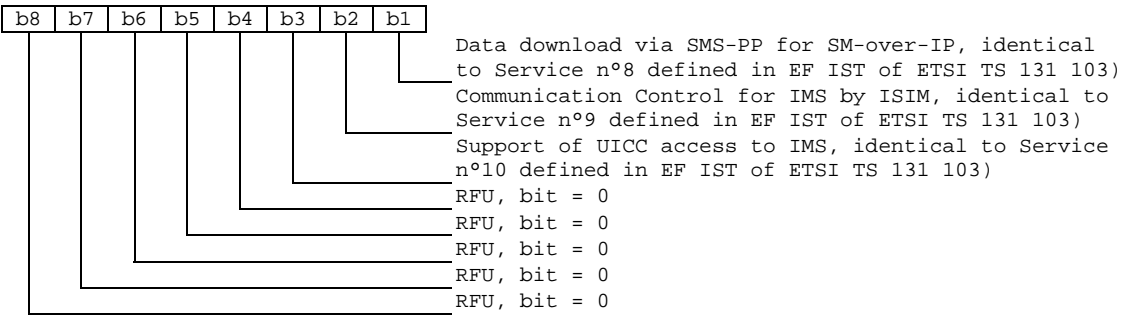 b8 b7 b6 b5 b4 b3 b2 b1
Data download via SMS-PP for SM-over-IP, identical
to Service n°8 defined in EF IST of ETSI TS 131 103)
Communication Control for IMS by ISIM, identical to
Service n°9 defined in EF IST of ETSI TS 131 103)
Support of UICC access to IMS, identical to Service
n°10 defined in EF IST of ETSI TS 131 103)
RFU, bit = 0
RFU, bit = 0
RFU, bit = 0
RFU, bit = 0
RFU, bit = 0